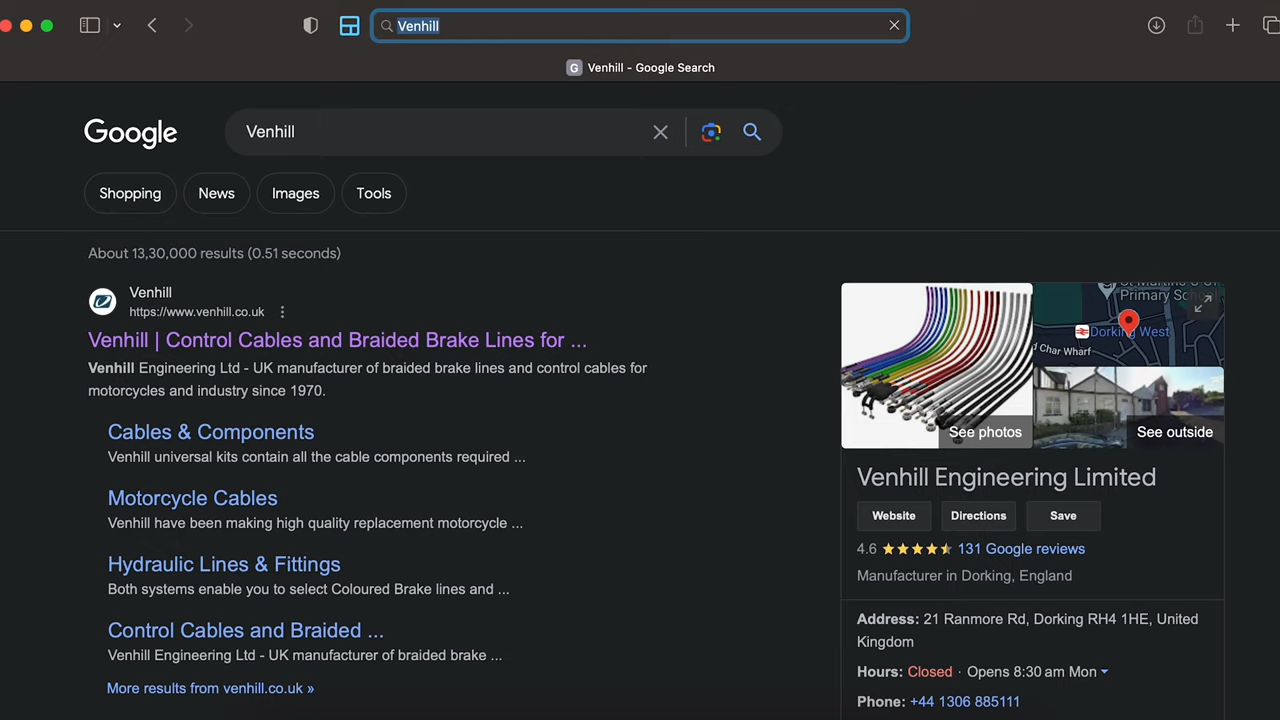 Venhill
G Venhill - Google Search
Google
Venhill
Shopping
News
Images
Tools
About 13,30,000 results (0.51 seconds)
Venhill
https://www.venhill.co.uk
Venhill | Control Cables and Braided Brake Lines for ...
Venhill Engineering Ltd - UK manufacturer of braided brake lines and control cables for
motorcycles and industry since 1970.
Cables & Components
Venhill universal kits contain all the cable components required ...
Motorcycle Cables
Venhill have been making high quality replacement motorcycle ...
Hydraulic Lines & Fittings
Both systems enable you to select Coloured Brake lines and ...
Control Cables and Braided ...
Venhill Engineering Ltd - UK manufacturer of braided brake ...
More results from venhill.co.uk »
Primary
Dorking West
Char Wharf
See photos
See outside
Venhill Engineering Limited
Website
Directions
Save
4.6 131 Google reviews
Manufacturer in Dorking, England
Address: 21 Ranmore Rd, Dorking RH4 1HE, United
Kingdom
Hours: Closed · Opens 8:30 am Mon
Phone: +44 1306 885111